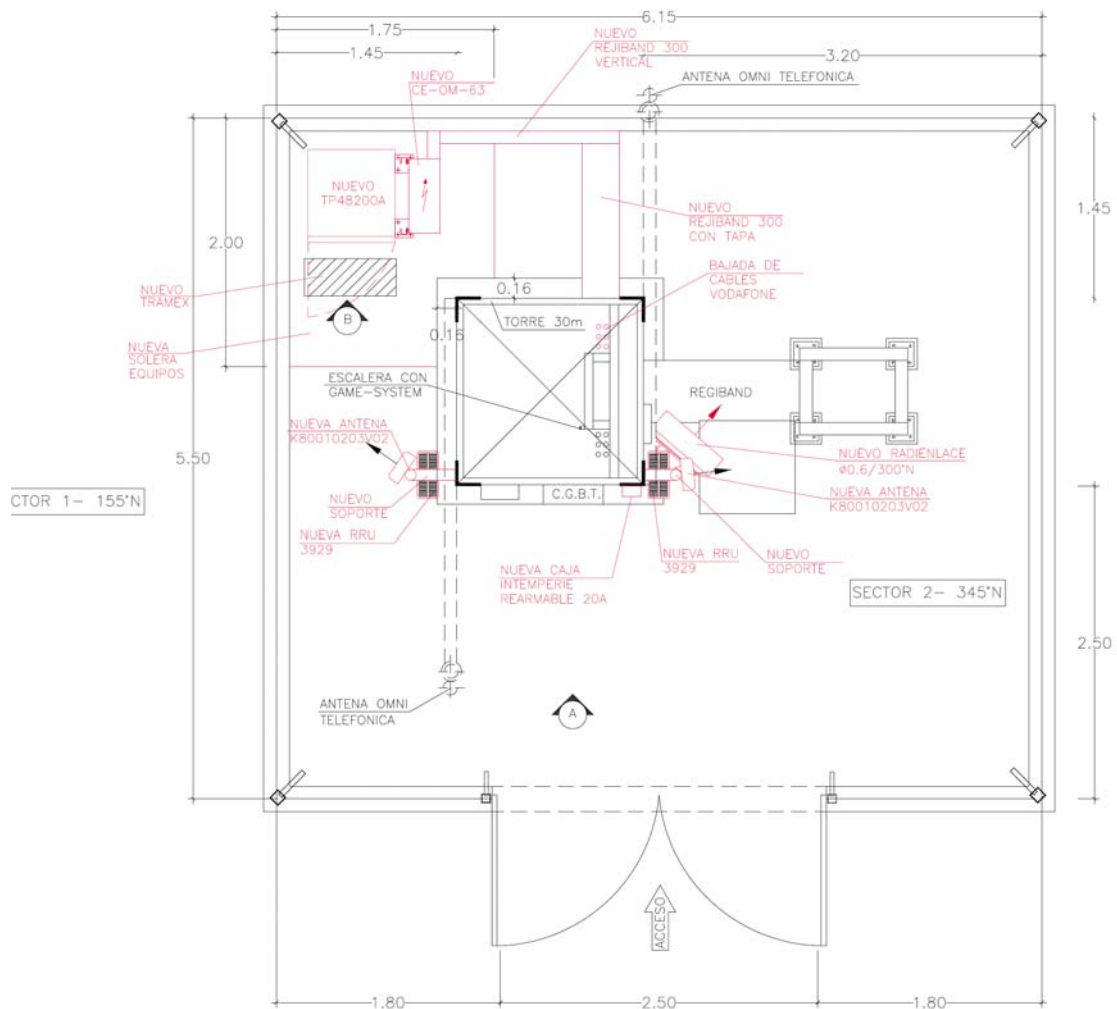 6.15
1.75
1.45
NUEVO
REJIBAND 300
VERTICAL
3.20
NUEVO
CE-OM-63
ANTENA OMNI TELEFONICA
NUEVO
TP48200A
NUEVO
REJIBAND 300
CON TAPA
1.45
2.00
BAJADA DE
CABLES
VODAFONE
NUEVO
TRAMEX
0.16
TORRE 30m
B
0.16
NUEVA
SOLERA
EQUIPOS
ESCALERA CON
GAME-SYSTEM
REGIBAND
NUEVA ANTENA
K80010203V02
NUEVO RADIENLACE
ø0.6/300°N
5.50
CTOR 1- 155°N
NUEVO
SOPORTE
C.G.B.T.
NUEVA ANTENA
K80010203V02
NUEVA RRU
3929
NUEVA CAJA
INTEMPERIE
REARMABLE 20A
NUEVA RRU
3929
NUEVO
SOPORTE
SECTOR 2- 345°N
2.50
ANTENA OMNI
TELEFONICA
A
ACCESO
1.80
2.50
1.80